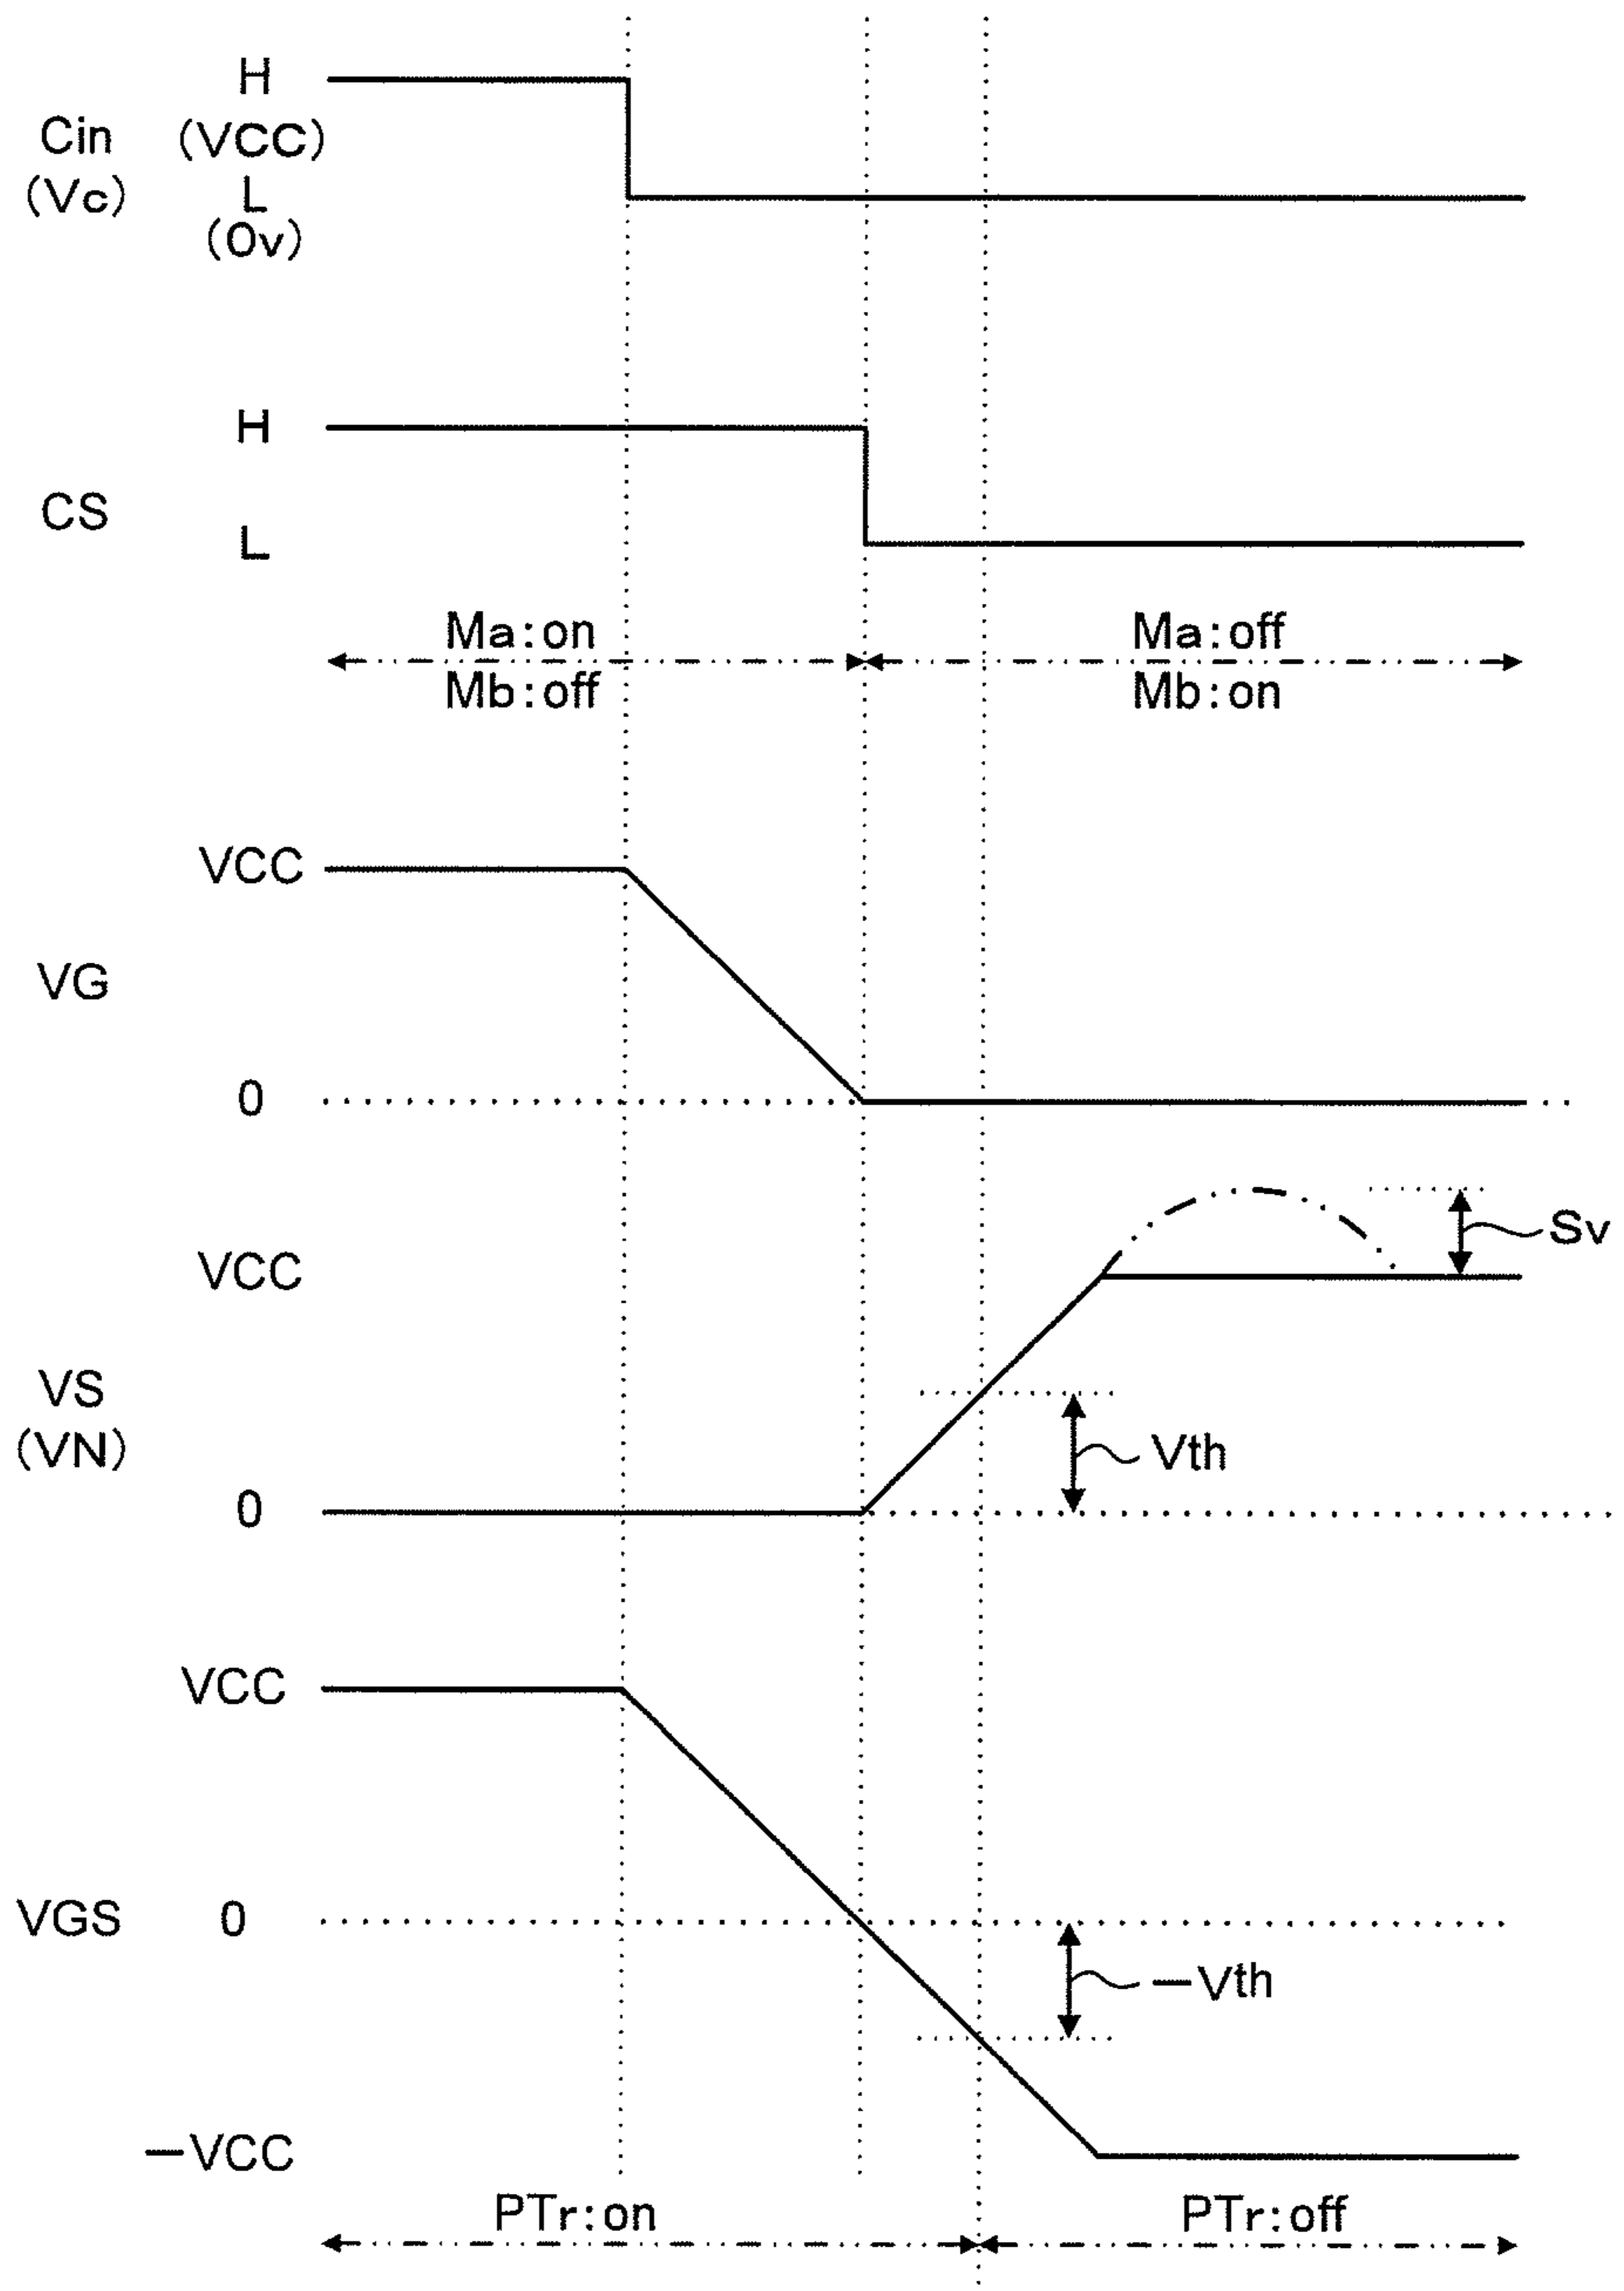 H
Cin (VCC)
(Vc) L
(0v)
H
CS
L
Ma:on Ma:off
Mb:off Mb:on
VCC
VG
0
VCC Sv
VS
(VN) Vth
0
VCC
VGS 0
−Vth
−VCC
PTr:on PTr:off